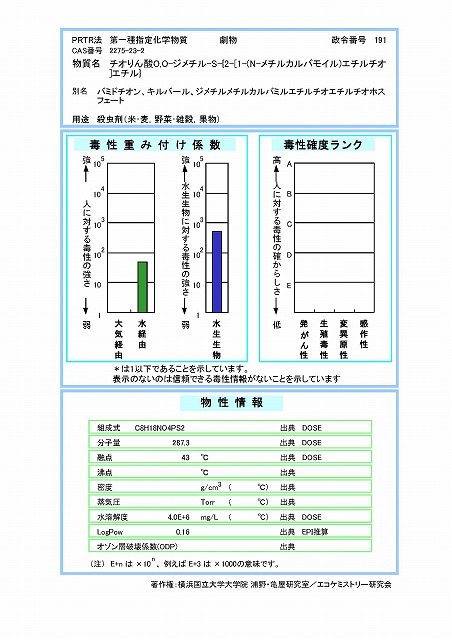 PRTR法 第一種指定化学物質 劇物 政令番号 191
CAS番号 2275-23-2
物質名 チオりん酸O,O-ジメチル-S-{2-[1-(N-メチルカルバモイル)エチルチオ
]エチル}
別名 バミドチオン、キルバール、ジメチルメチルカルバミルエチルチオエチルチオホス
フェート
用途 殺虫剤(米・麦, 野菜・雑穀, 果物)
毒性重み付け係数
強
人に対する毒性の強さ
弱
10^5
10^4
10^3
10^2
10
1
大気経由
水経由
強
水生生物に対する毒性の強さ
弱
10^5
10^4
10^3
10^2
10
1
水生生物
毒性確度ランク
高
人に対する毒性の確からしさ
低
A
B
C
D
E
発がん性
生殖毒性
変異原性
感作性
*は1以下であることを示しています。
表示のないのは信頼できる毒性情報がないことを示しています
物性情報
組成式 C8H18NO4PS2 出典 DOSE
分子量 287.3 出典 DOSE
融点 43 ℃ 出典 DOSE
沸点 ℃ 出典
密度 g/cm3 ( ℃) 出典
蒸気圧 Torr ( ℃) 出典
水溶解度 4.0E+6 mg/L ( ℃) 出典 DOSE
LogPow 0.16 出典 EPI推算
オゾン層破壊係数(ODP) 出典
(注) E+n は ×10^n、例えば E+3 は ×1000の意味です。
著作権:横浜国立大学大学院 浦野・亀屋研究室/エコケミストリー研究会